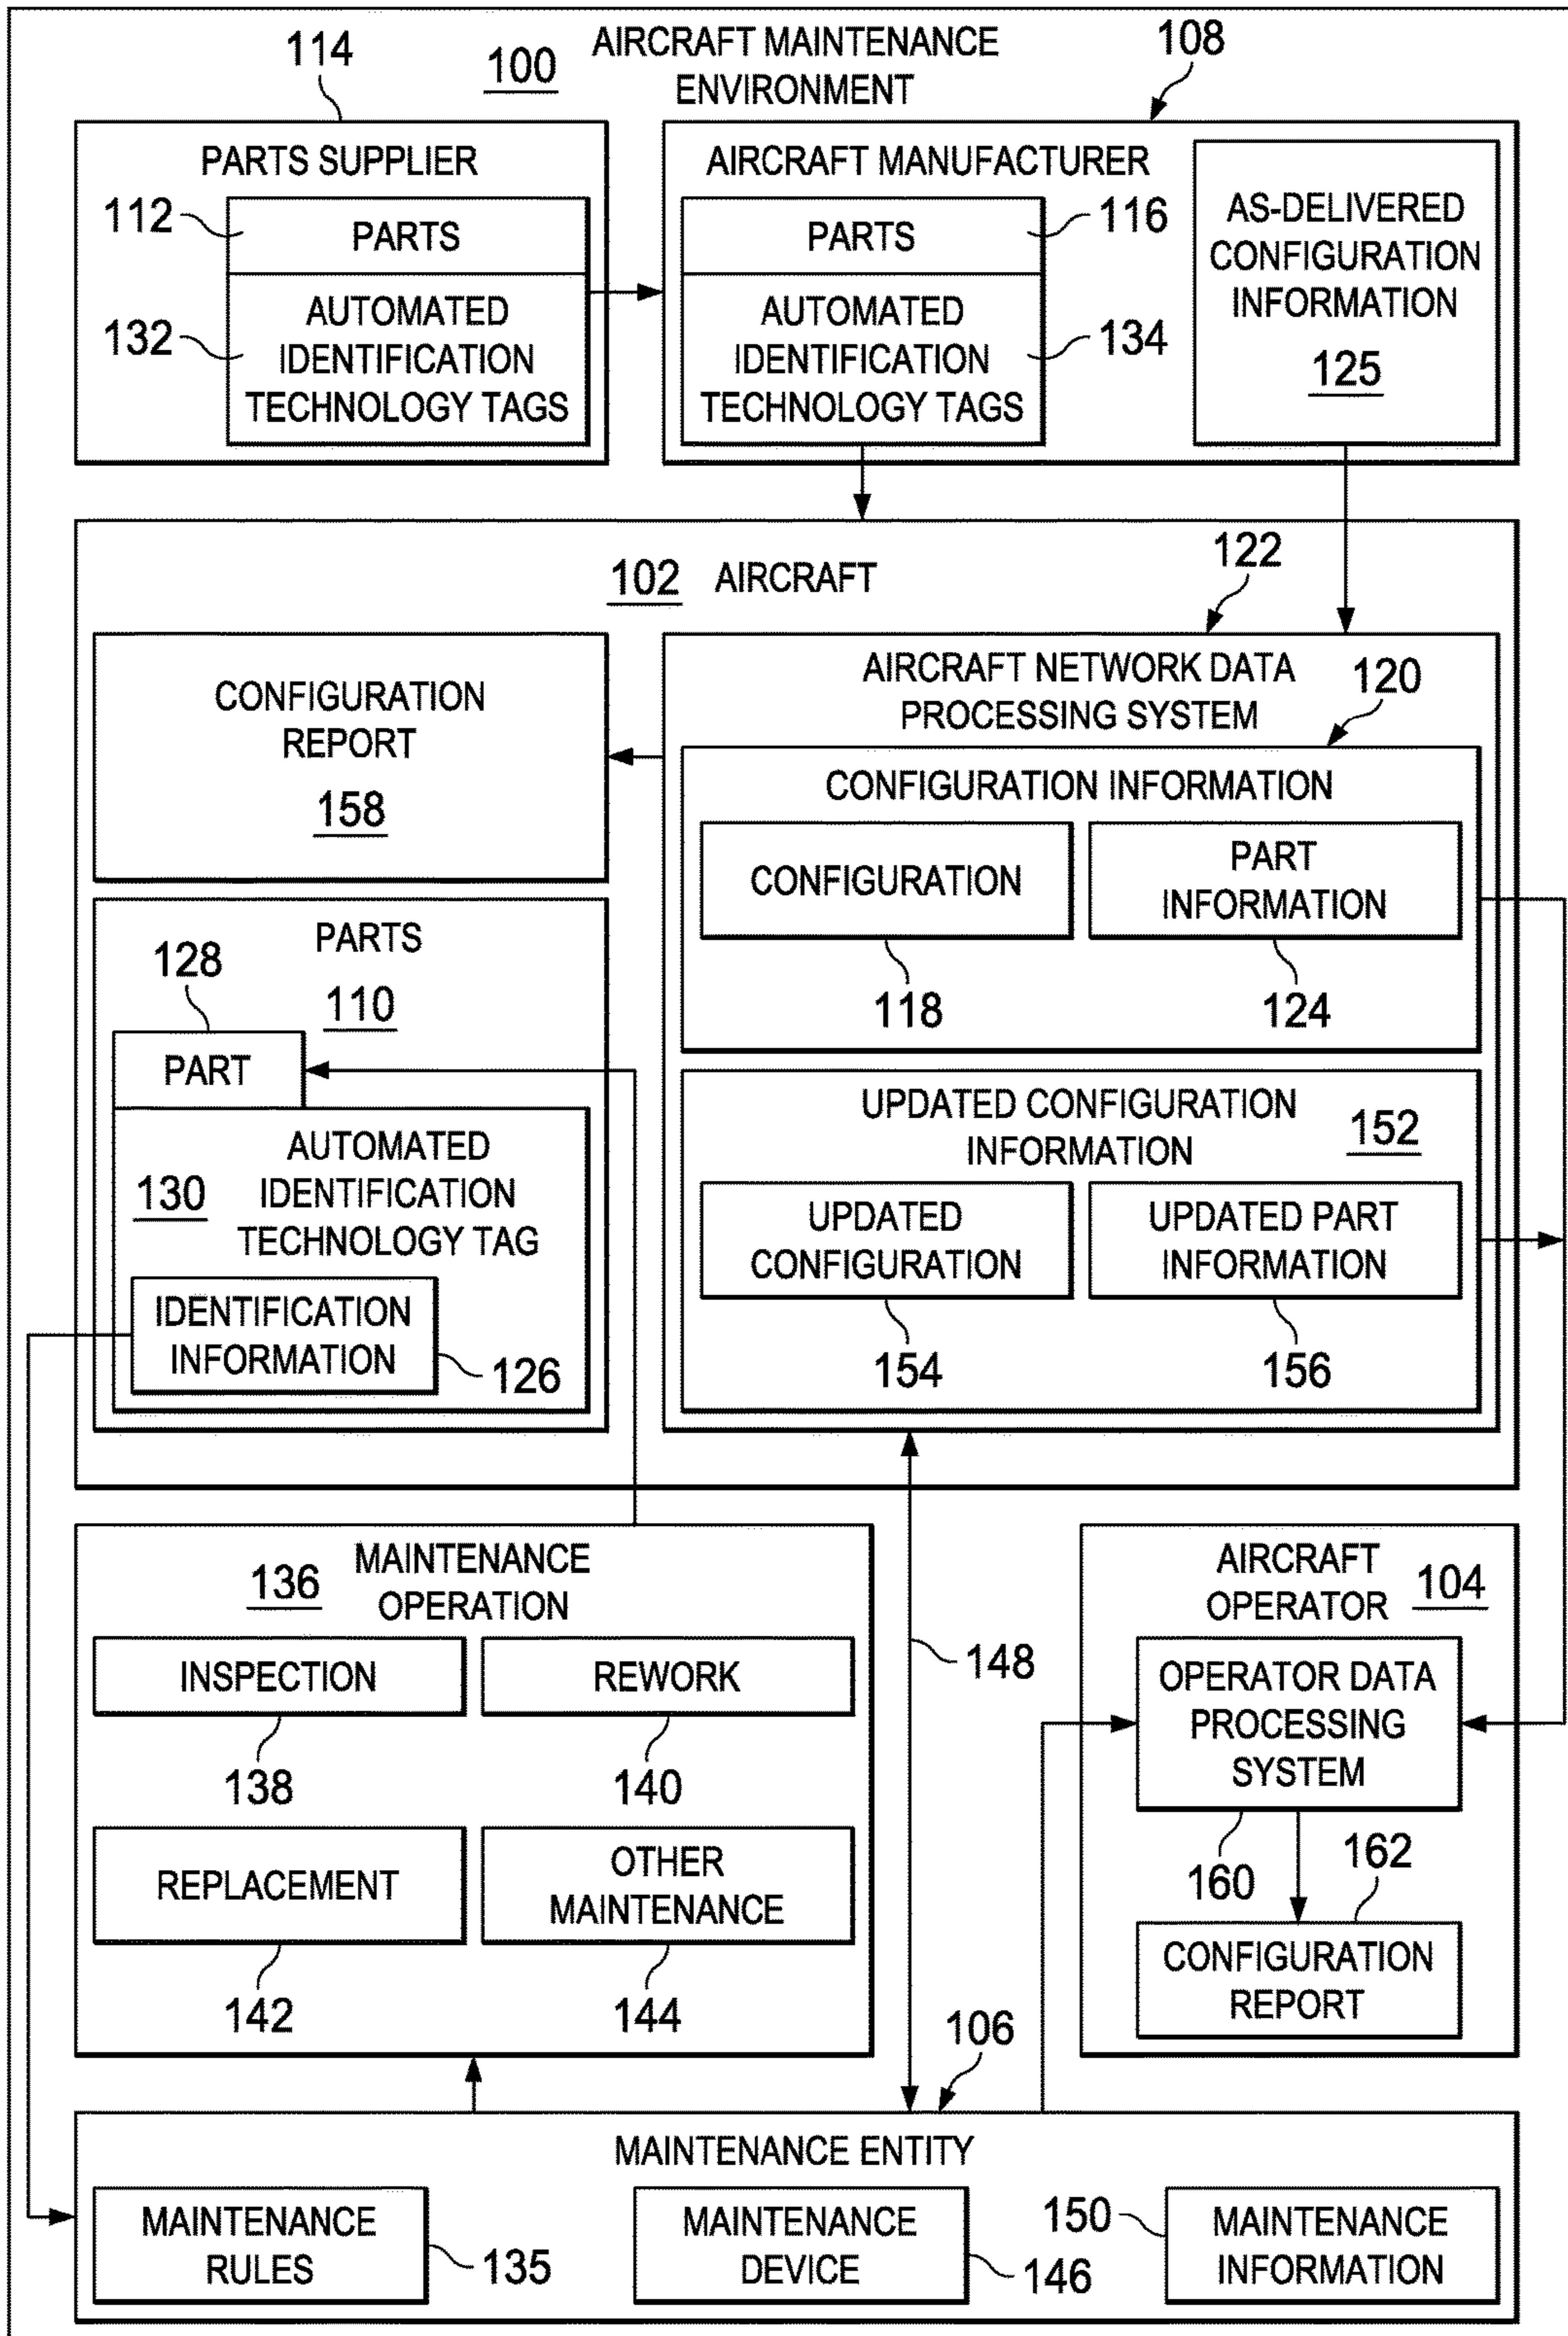 AIRCRAFT MAINTENANCE
ENVIRONMENT
100
114
108
PARTS SUPPLIER
112
PARTS
132
AUTOMATED
IDENTIFICATION
TECHNOLOGY TAGS
AIRCRAFT MANUFACTURER
PARTS
116
AUTOMATED
IDENTIFICATION
TECHNOLOGY TAGS
134
AS-DELIVERED
CONFIGURATION
INFORMATION
125
102 AIRCRAFT
122
CONFIGURATION
REPORT
158
AIRCRAFT NETWORK DATA
PROCESSING SYSTEM
120
CONFIGURATION INFORMATION
CONFIGURATION
118
PART
INFORMATION
124
PARTS
110
128
PART
130
AUTOMATED
IDENTIFICATION
TECHNOLOGY TAG
IDENTIFICATION
INFORMATION
126
UPDATED CONFIGURATION
INFORMATION
152
UPDATED
CONFIGURATION
154
UPDATED PART
INFORMATION
156
136
MAINTENANCE
OPERATION
INSPECTION
138
REWORK
140
REPLACEMENT
142
OTHER
MAINTENANCE
144
148
AIRCRAFT
OPERATOR
104
OPERATOR DATA
PROCESSING
SYSTEM
160
162
CONFIGURATION
REPORT
106
MAINTENANCE ENTITY
MAINTENANCE
RULES
135
MAINTENANCE
DEVICE
146
150
MAINTENANCE
INFORMATION